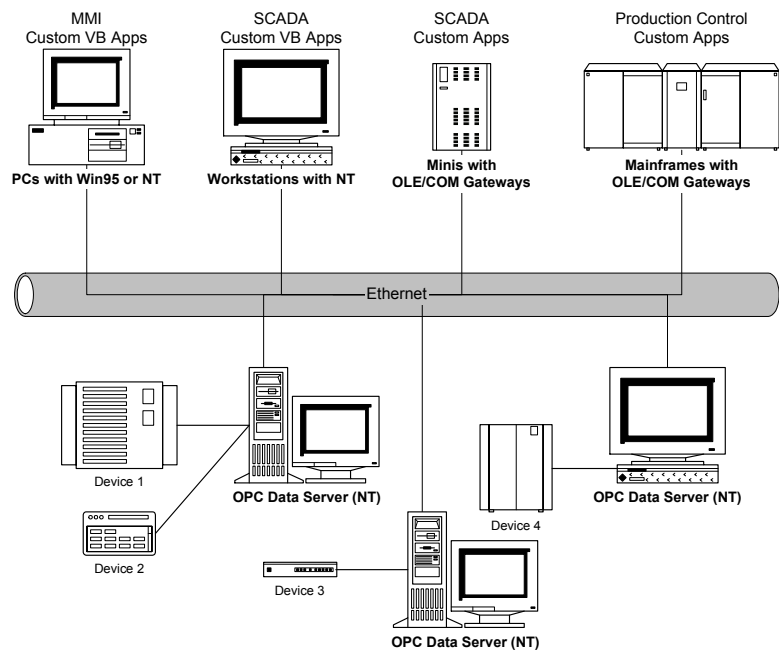 MMI
Custom VB Apps
SCADA
Custom VB Apps
SCADA
Custom Apps
Production Control
Custom Apps
PCs with Win95 or NT
Workstations with NT
Minis with
OLE/COM Gateways
Mainframes with
OLE/COM Gateways
Ethernet
Device 1
OPC Data Server (NT)
Device 2
Device 4
OPC Data Server (NT)
Device 3
OPC Data Server (NT)